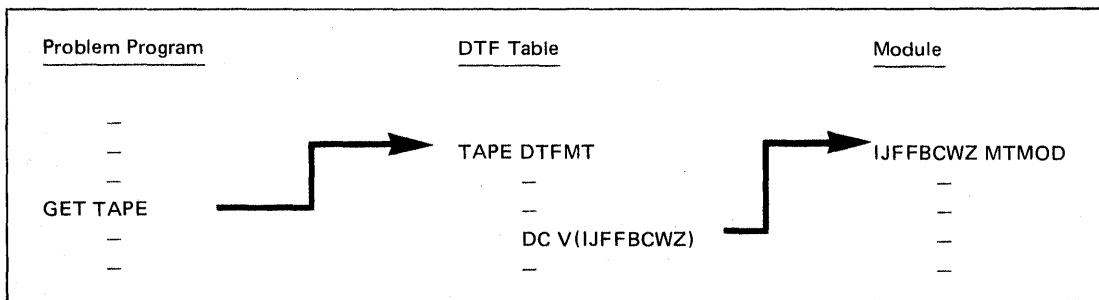 Problem Program DTF Table Module
—
— TAPE DTFMT IJFFBCWZ MTMOD
— — —
GET TAPE — —
— DC V(IJFFBCWZ) —
— — —